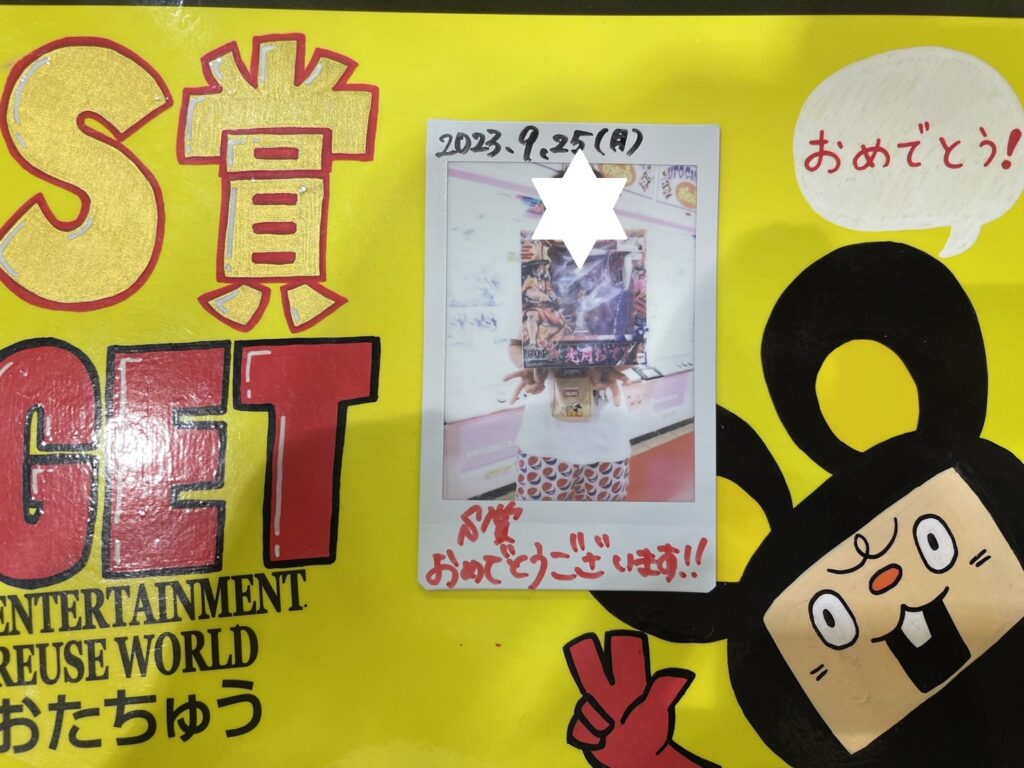 S賞
GET
ENTERTAINMENT
REUSE WORLD
おたちゅう
2023.9.25(月)
S賞
おめでとうございます!!
おめでとう!